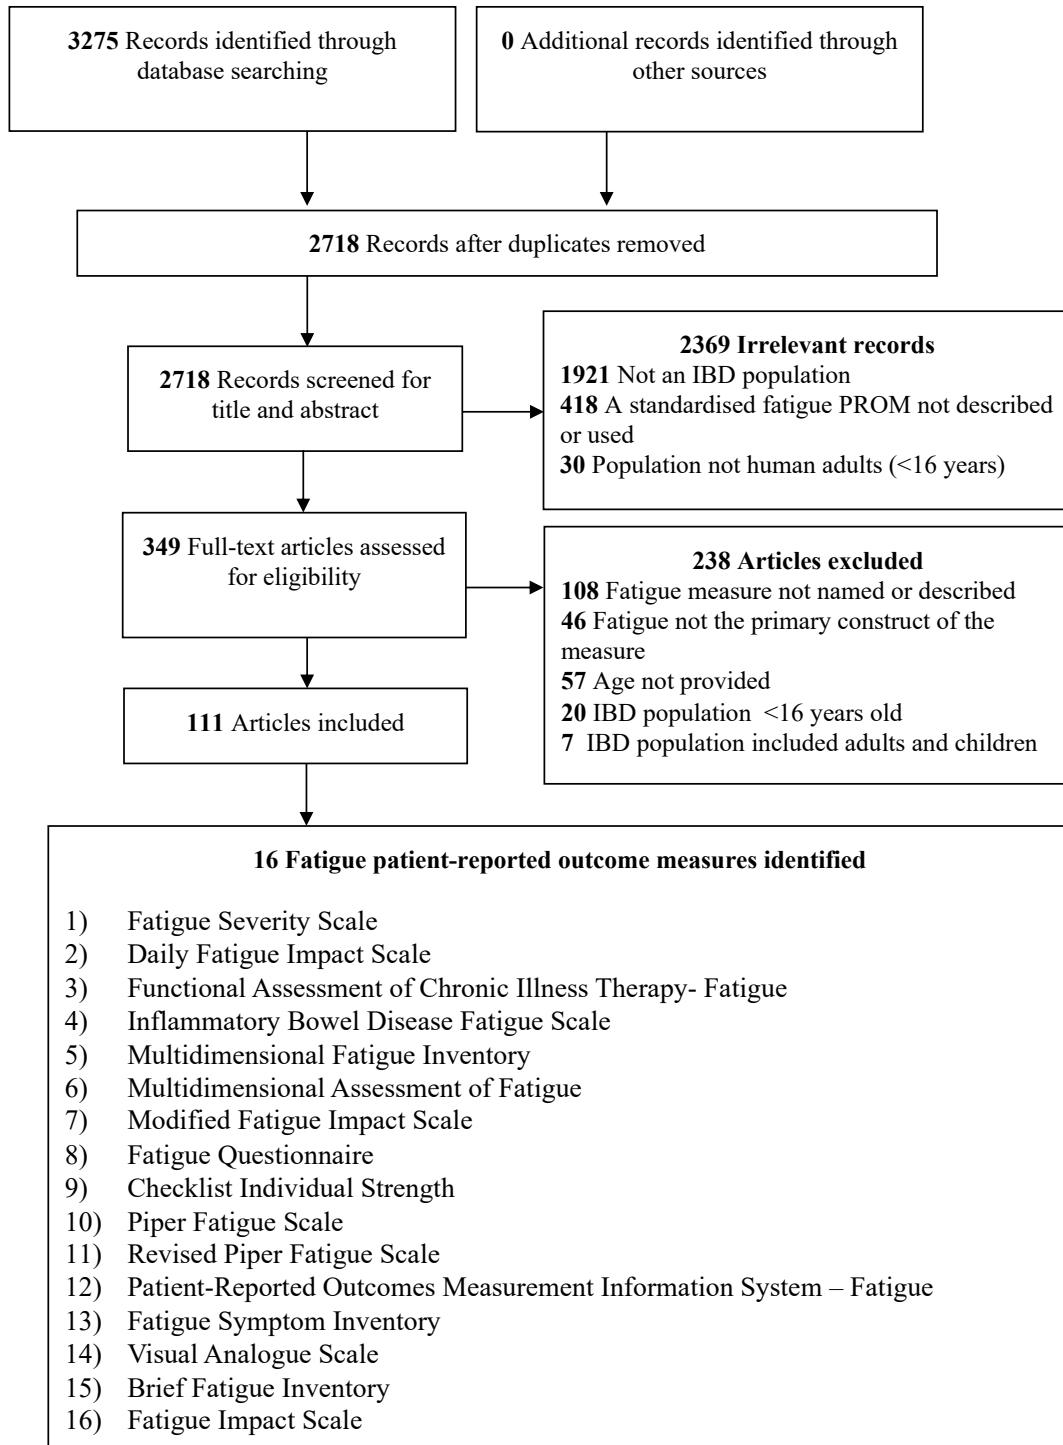 3275 Records identified through
database searching
0 Additional records identified through
other sources
2718 Records after duplicates removed
2718 Records screened for
title and abstract
2369 Irrelevant records
1921 Not an IBD population
418 A standardised fatigue PROM not described
or used
30 Population not human adults (<16 years)
349 Full-text articles assessed
for eligibility
238 Articles excluded
108 Fatigue measure not named or described
46 Fatigue not the primary construct of the
measure
57 Age not provided
20 IBD population <16 years old
7 IBD population included adults and children
111 Articles included
16 Fatigue patient-reported outcome measures identified
1) Fatigue Severity Scale
2) Daily Fatigue Impact Scale
3) Functional Assessment of Chronic Illness Therapy- Fatigue
4) Inflammatory Bowel Disease Fatigue Scale
5) Multidimensional Fatigue Inventory
6) Multidimensional Assessment of Fatigue
7) Modified Fatigue Impact Scale
8) Fatigue Questionnaire
9) Checklist Individual Strength
10) Piper Fatigue Scale
11) Revised Piper Fatigue Scale
12) Patient-Reported Outcomes Measurement Information System – Fatigue
13) Fatigue Symptom Inventory
14) Visual Analogue Scale
15) Brief Fatigue Inventory
16) Fatigue Impact Scale